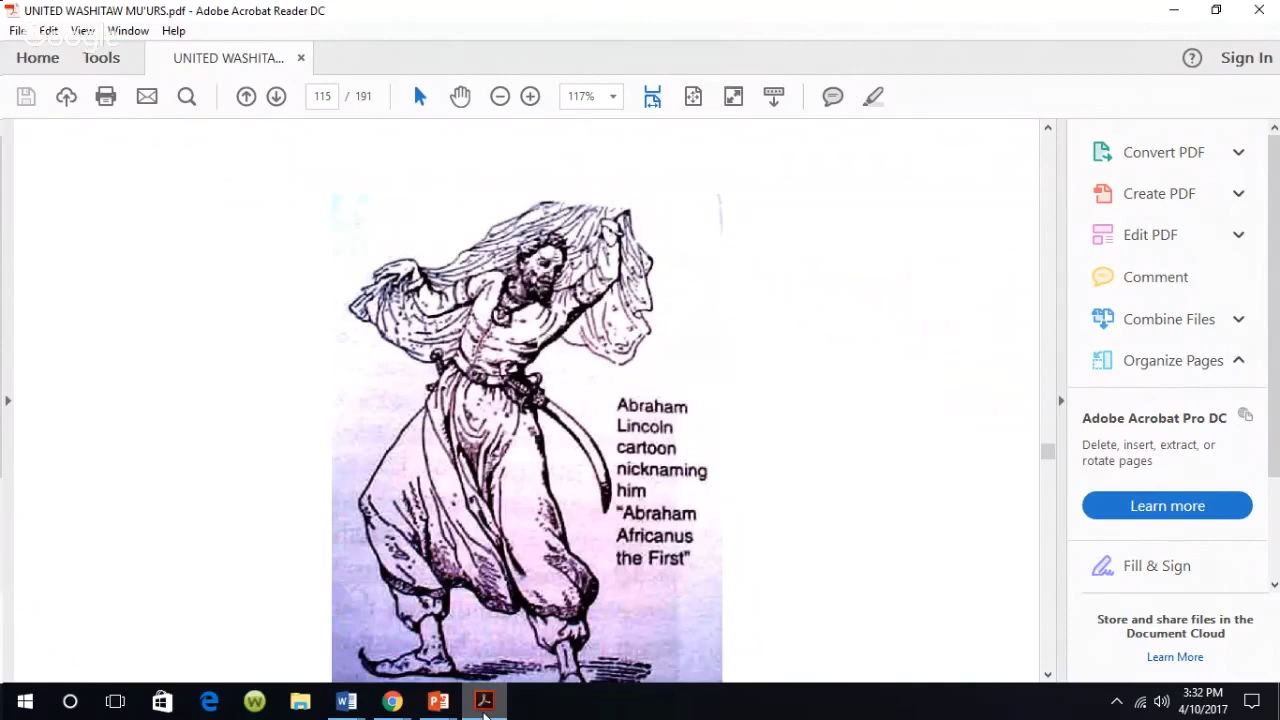 UNITED WASHITAW MU'URS.pdf - Adobe Acrobat Reader DC
File Edit View Window Help
Google
Home Tools UNITED WASHITA... × Sign In
115 / 191 117%
Convert PDF
Create PDF
Edit PDF
Comment
Combine Files
Organize Pages
Adobe Acrobat Pro DC
Delete, insert, extract, or
rotate pages
Learn more
Fill & Sign
Store and share files in the
Document Cloud
Learn More
Abraham
Lincoln
cartoon
nicknaming
him
"Abraham
Africanus
the First"
3:32 PM
4/10/2017